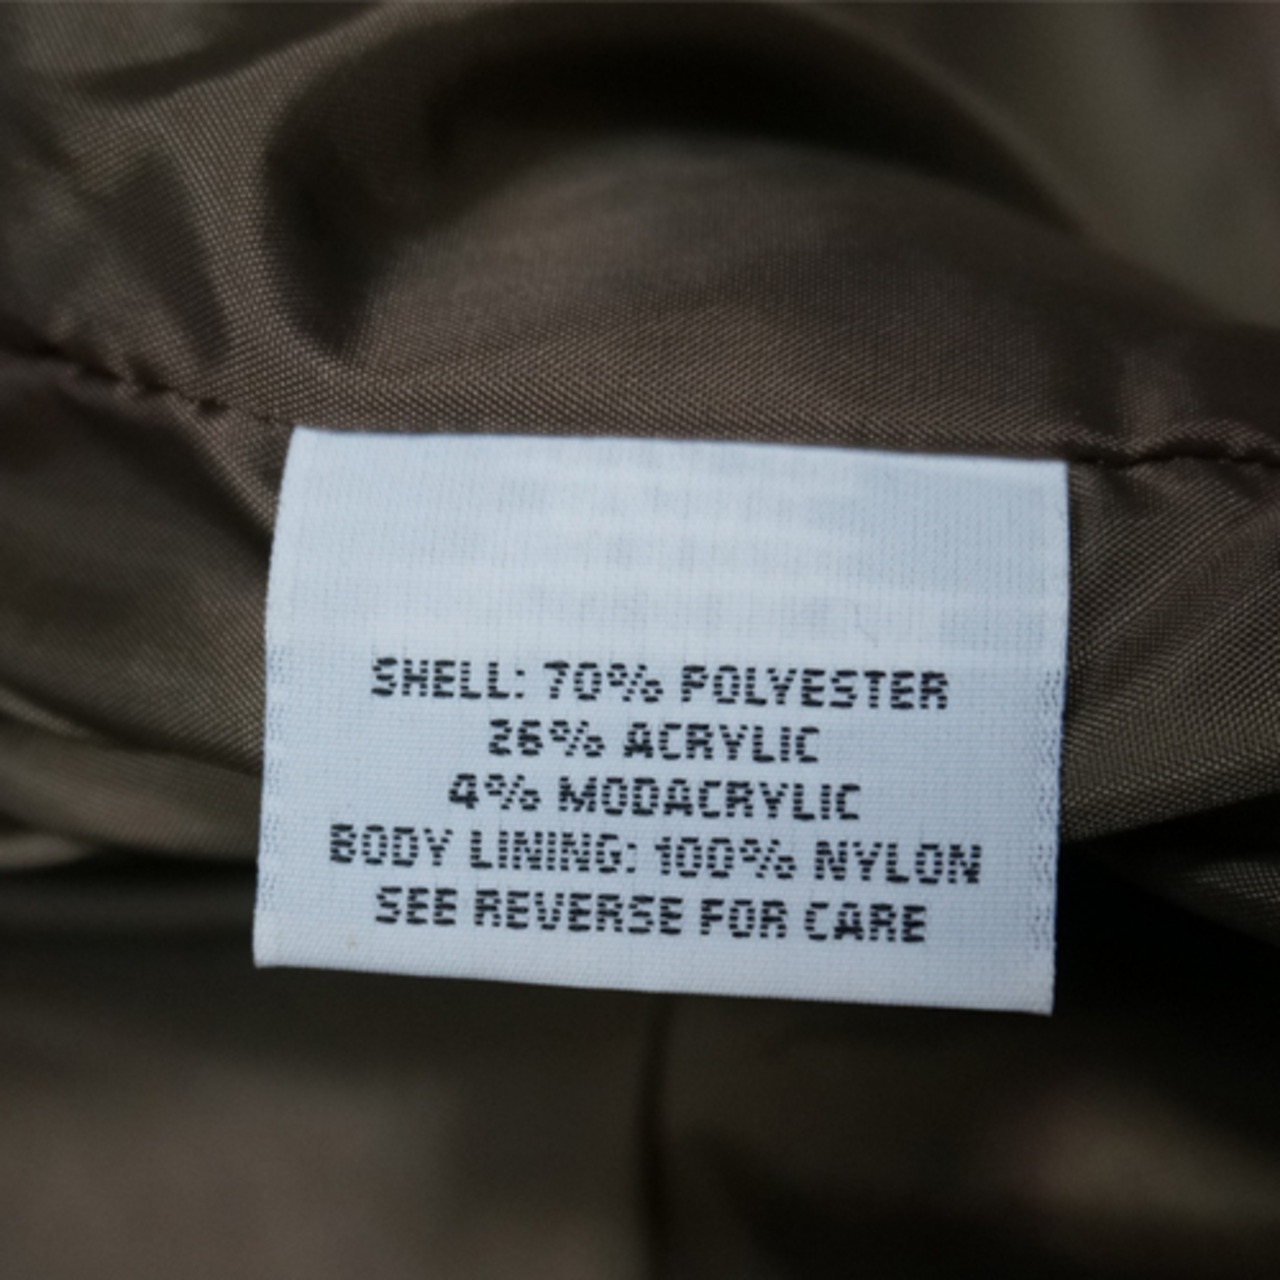 SHELL: 70% POLYESTER
26% ACRYLIC
4% MODACRYLIC
BODY LINING: 100% NYLON
SEE REVERSE FOR CARE